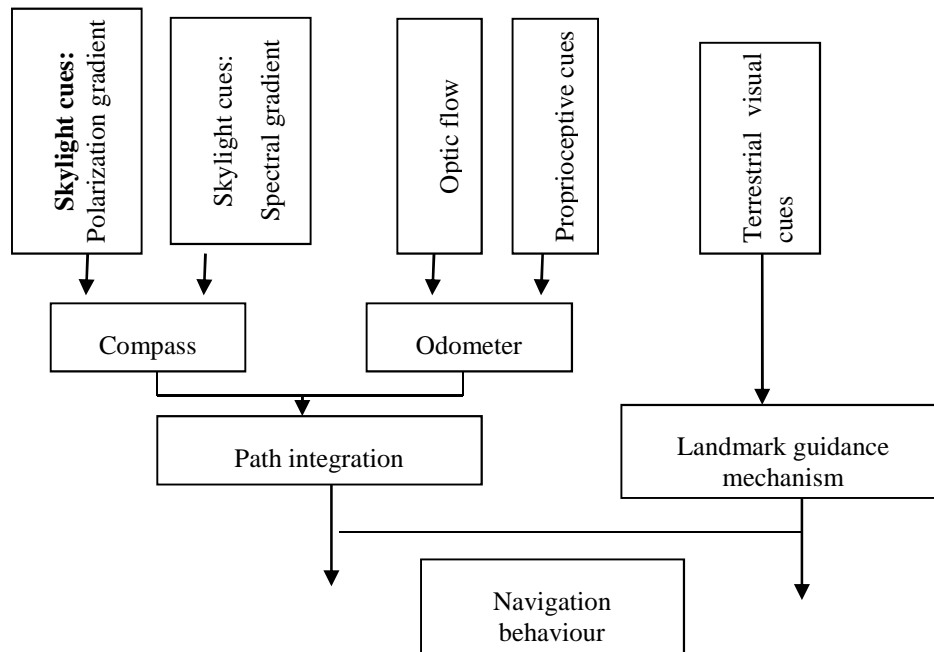 Skylight cues:
Polarization gradient
Skylight cues:
Spectral gradient
Optic flow
Proprioceptive cues
Terrestrial visual
cues
Compass
Odometer
Path integration
Landmark guidance
mechanism
Navigation
behaviour